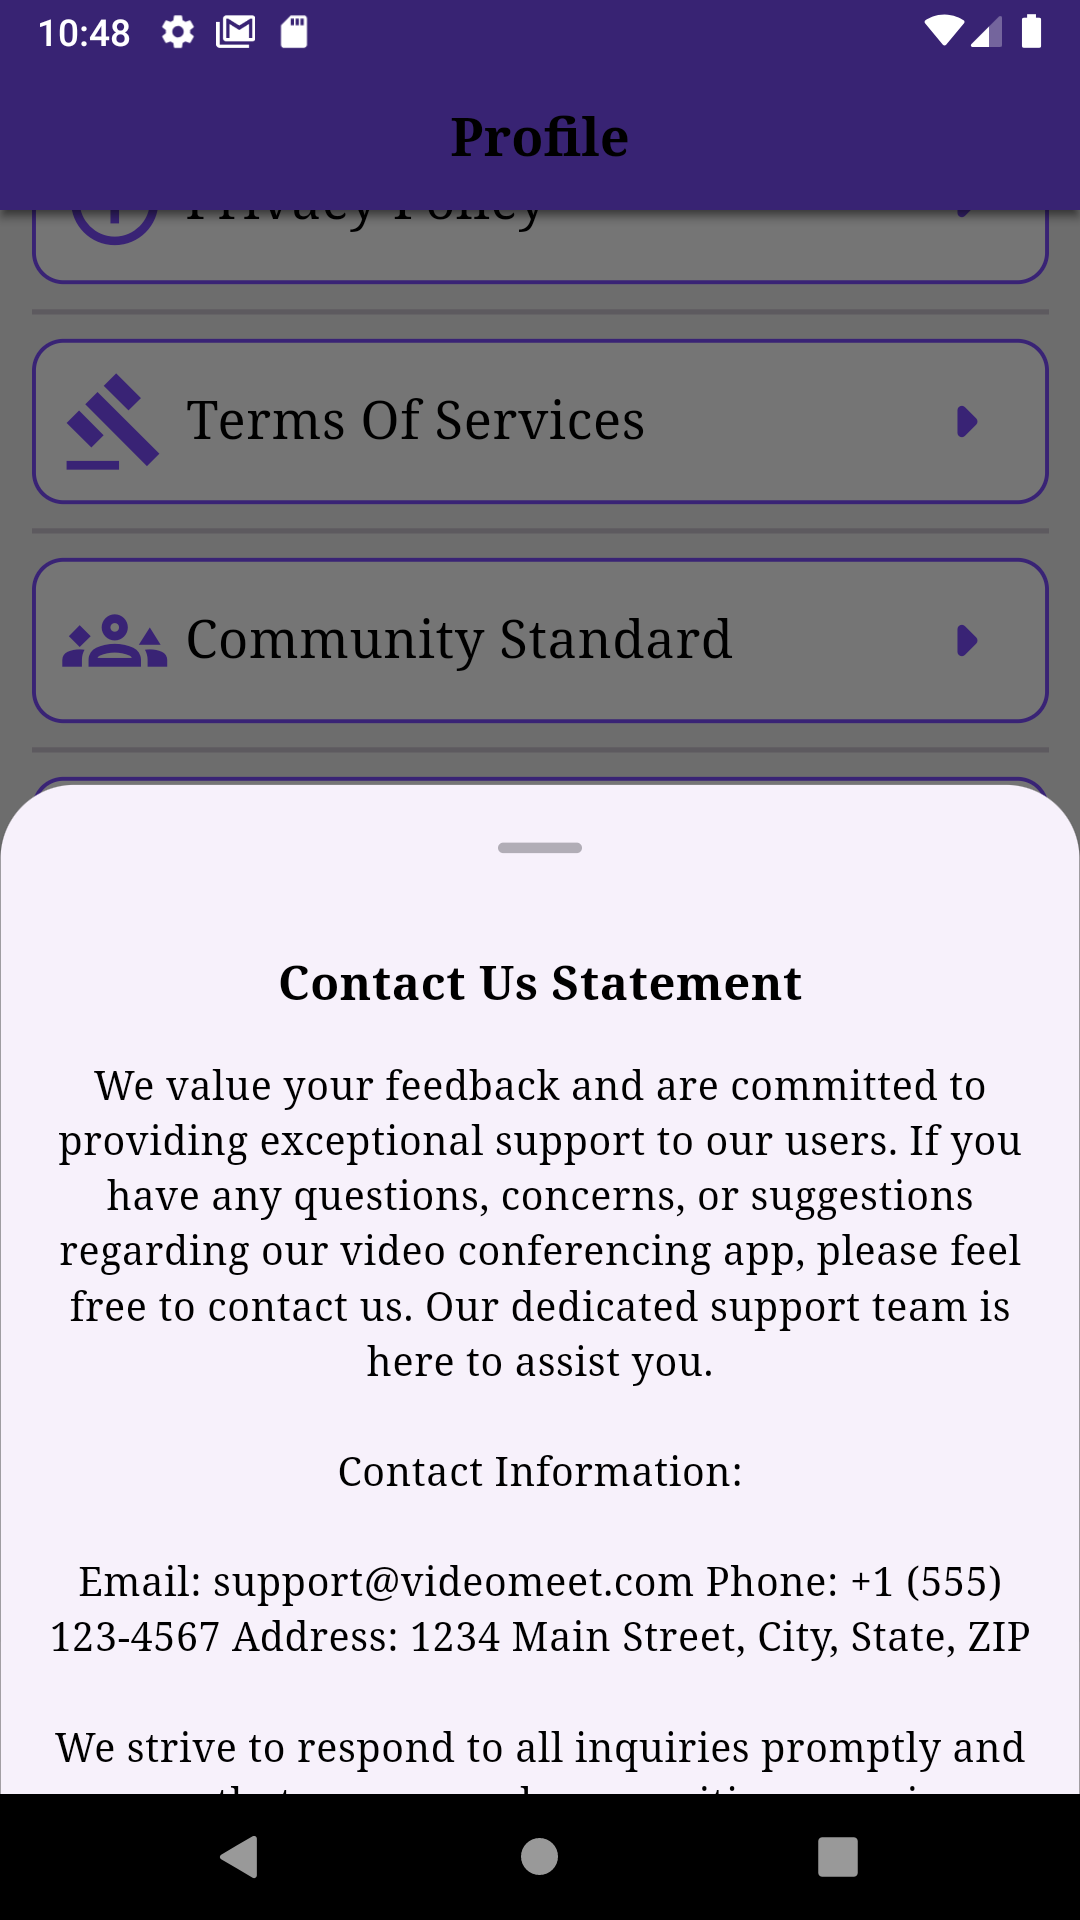 10:48
Profile
Privacy Policy
Terms Of Services
Community Standard
Contact Us Statement
We value your feedback and are committed to
providing exceptional support to our users. If you
have any questions, concerns, or suggestions
regarding our video conferencing app, please feel
free to contact us. Our dedicated support team is
here to assist you.
Contact Information:
Email: support@videomeet.com Phone: +1 (555)
123-4567 Address: 1234 Main Street, City, State, ZIP
We strive to respond to all inquiries promptly and